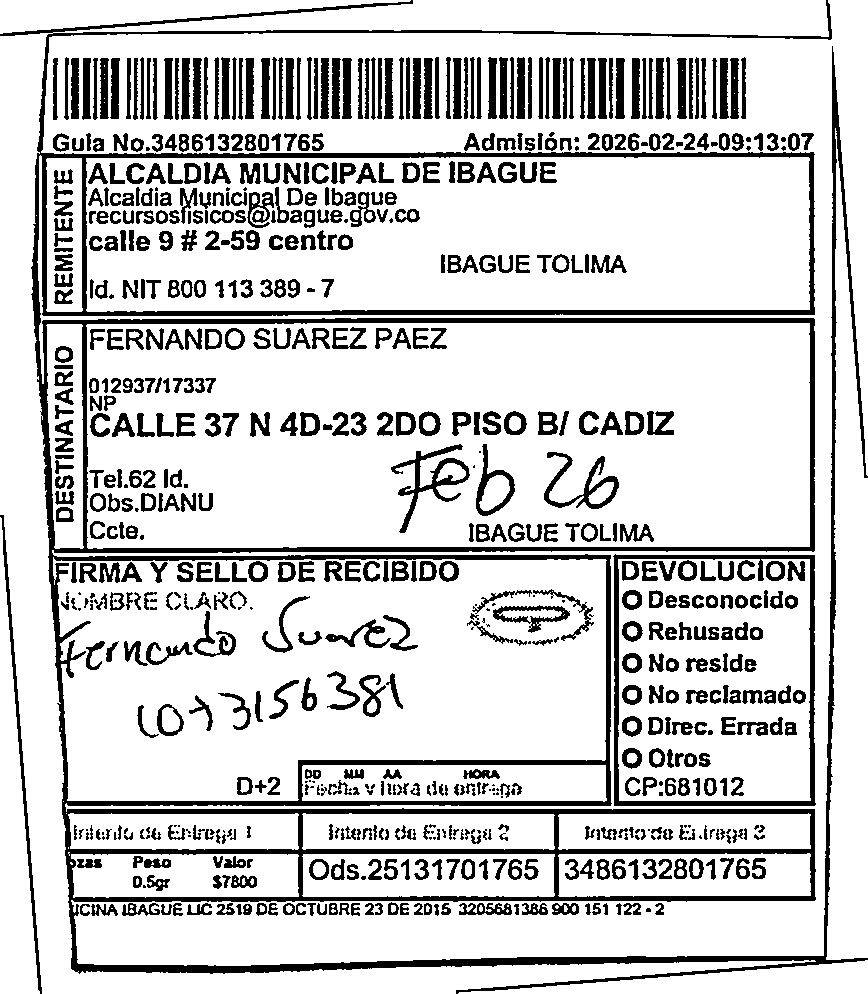 Guia No.3486132801765 Admisión: 2026-02-24-09:13:07
REMITENTE
ALCALDIA MUNICIPAL DE IBAGUE
Alcaldia Municipal De Ibague
recursosfisicos@ibague.gov.co
calle 9 # 2-59 centro
IBAGUE TOLIMA
Id. NIT 800 113 389 - 7
DESTINATARIO
FERNANDO SUAREZ PAEZ
012937/17337
NP
CALLE 37 N 4D-23 2DO PISO B/ CADIZ
Tel.62 Id.
Feb 26
Obs.DIANU
Ccte.
IBAGUE TOLIMA
FIRMA Y SELLO DE RECIBIDO
NOMBRE CLARO.
Fernando Suarez
1073156381
D+2
DD MM AA HORA
Fecha y hora de entrega
DEVOLUCION
Desconocido
Rehusado
No reside
No reclamado
Direc. Errada
Otros
CP:681012
Intento de Entrega 1 Intento de Entrega 2 Intento de Entrega 3
ezas Peso Valor
0.5gr $7800
Ods.25131701765 3486132801765
ICINA IBAGUE LIC 2519 DE OCTUBRE 23 DE 2015 3205681386 900 151 122 - 2